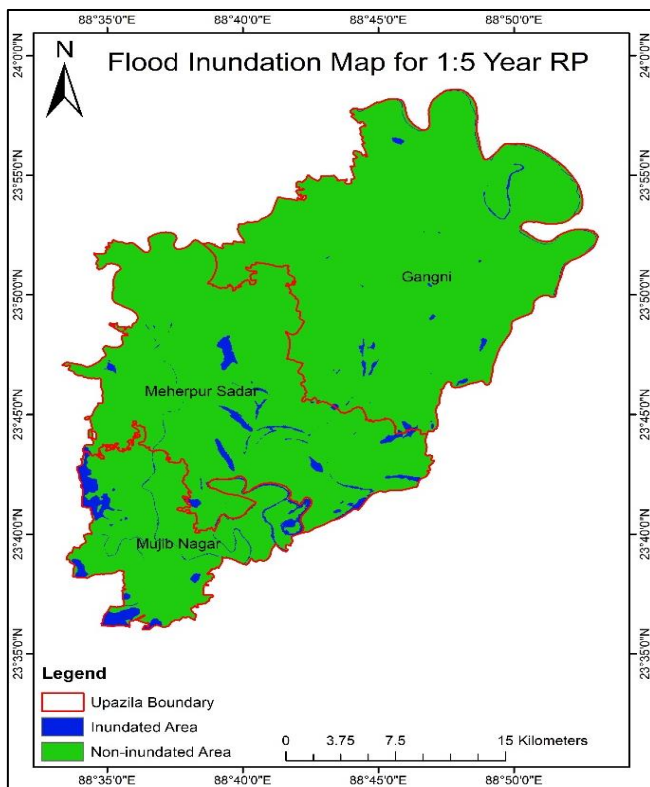 88°35'0"E 88°40'0"E 88°45'0"E 88°50'0"E
N
Flood Inundation Map for 1:5 Year RP
24°0'0"N 24°0'0"N
23°55'0"N 23°55'0"N
Gangni
23°50'0"N 23°50'0"N
Meherpur Sadar
23°45'0"N 23°45'0"N
23°40'0"N 23°40'0"N
Mujib Nagar
23°35'0"N 23°35'0"N
Legend
Upazila Boundary
Inundated Area
Non-inundated Area
0 3.75 7.5 15 Kilometers
88°35'0"E 88°40'0"E 88°45'0"E 88°50'0"E